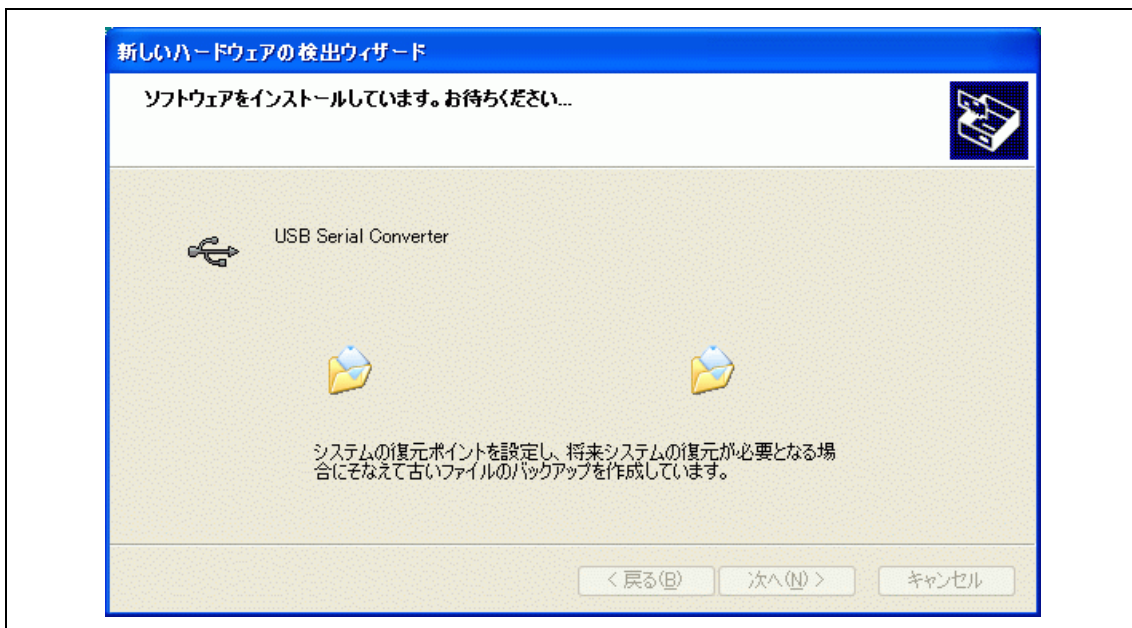 新しいハードウェアの検出ウィザード
ソフトウェアをインストールしています。お待ちください...
USB Serial Converter
システムの復元ポイントを設定し、将来システムの復元が必要となる場
合にそなえて古いファイルのバックアップを作成しています。
< 戻る(B) 次へ(N) > キャンセル